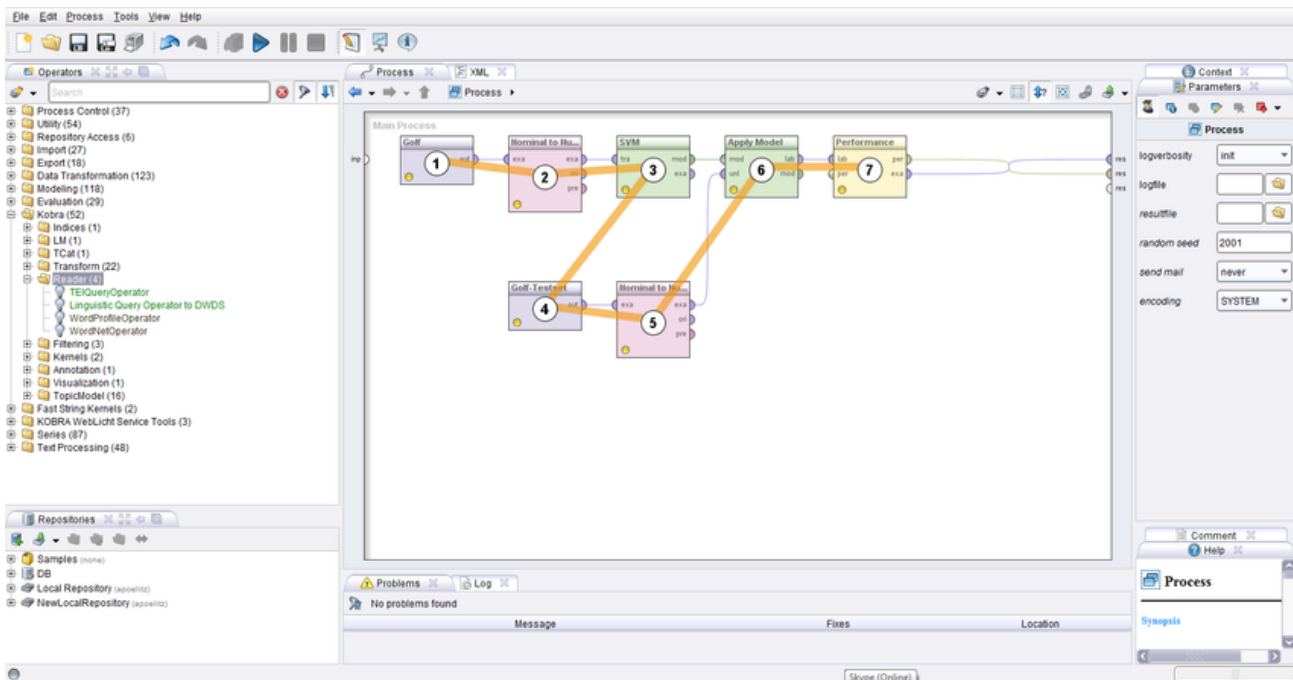 File Edit Process Tools View Help
Operators
Search
Process Control (37)
Utility (54)
Repository Access (6)
Import (27)
Export (18)
Data Transformation (123)
Modeling (118)
Evaluation (29)
Kobra (52)
Indices (1)
LM (1)
TCat (1)
Transform (22)
Reader (4)
TEIQueryOperator
Linguistic Query Operator to DWDS
WordProfileOperator
WordNetOperator
Filtering (3)
Kernels (2)
Annotation (1)
Visualization (1)
TopicModel (16)
Fast String Kernels (2)
KOBRA WebLicht Service Tools (3)
Series (87)
Text Processing (48)
Repositories
Samples (none)
DB
Local Repository (apoelitz)
NewLocalRepository (apoelitz)
Process XML
Process
Main Process
Golf Nominal to Nu... SVM Apply Model Performance
inp out exa exa tra mod mod lab lab per res
exa unl mod per exa res
pre res
1 2 3 6 7
Golf-Testset Nominal to Nu...
out exa exa
ori
pre
4 5
Problems Log
No problems found
Message Fixes Location
Context
Parameters
Process
logverbosity init
logfile
resultfile
random seed 2001
send mail never
encoding SYSTEM
Comment
Help
Process
Synopsis
Skype (Online)